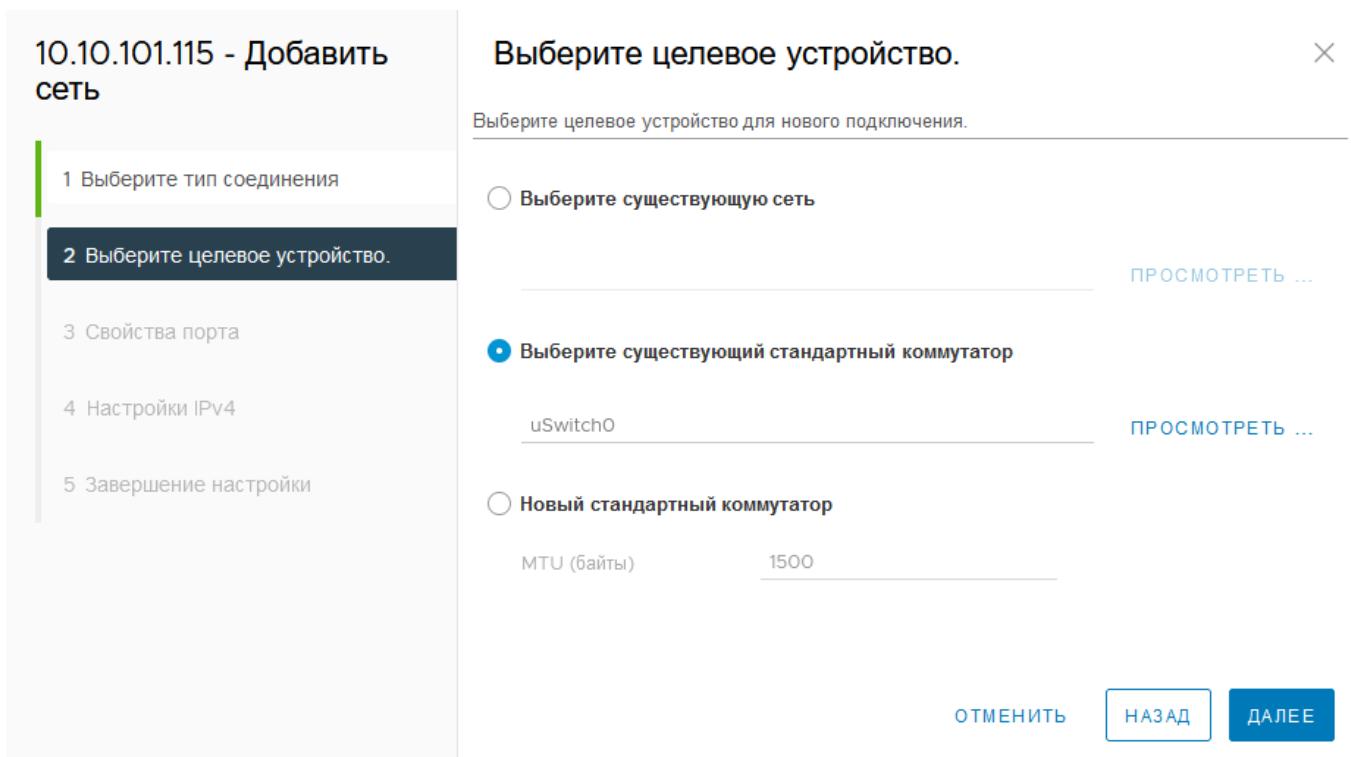 10.10.101.115 - Добавить
сеть
1 Выберите тип соединения
2 Выберите целевое устройство.
3 Свойства порта
4 Настройки IPv4
5 Завершение настройки
Выберите целевое устройство.
Выберите целевое устройство для нового подключения.
Выберите существующую сеть
ПРОСМОТРЕТЬ ...
Выберите существующий стандартный коммутатор
uSwitch0
ПРОСМОТРЕТЬ ...
Новый стандартный коммутатор
MTU (байты) 1500
ОТМЕНИТЬ НАЗАД ДАЛЕЕ